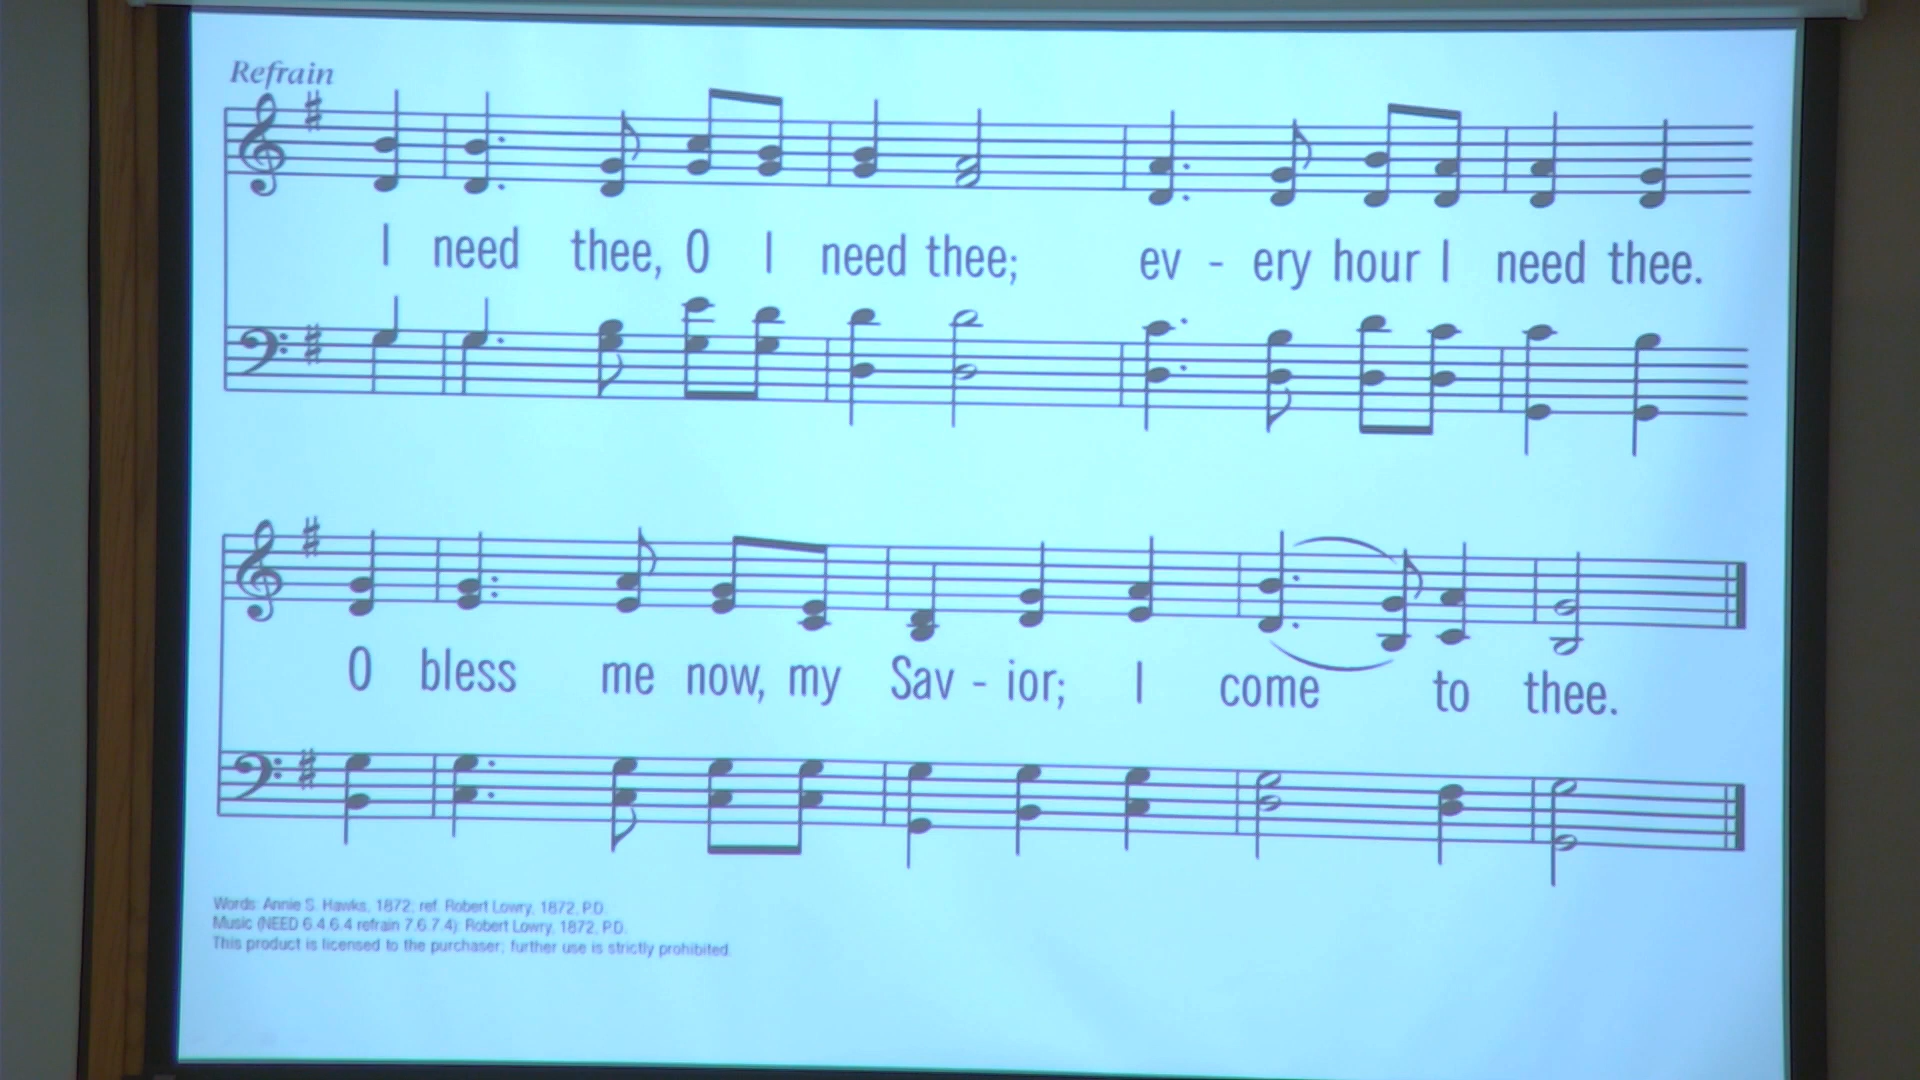 Refrain
I need thee, O I need thee; ev - ery hour I need thee.
O bless me now, my Sav - ior; I come to thee.
Words: Annie S. Hawks, 1872; ref. Robert Lowry, 1872, P.D.
Music (NEED 6.4.6.4 refrain 7.6.7.4): Robert Lowry, 1872, P.D.
This product is licensed to the purchaser; further use is strictly prohibited.